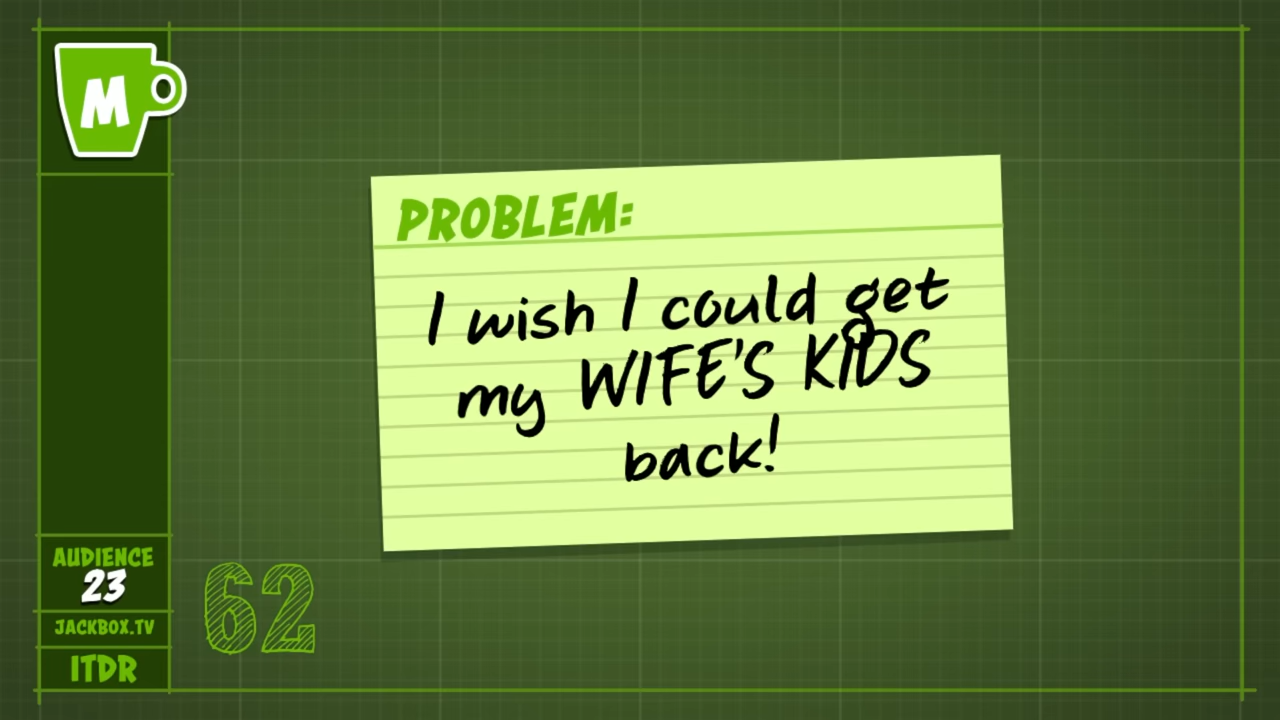 M
PROBLEM:
I wish I could get
my WIFE'S KIDS
back!
AUDIENCE
23
JACKBOX.TV
ITDR
62